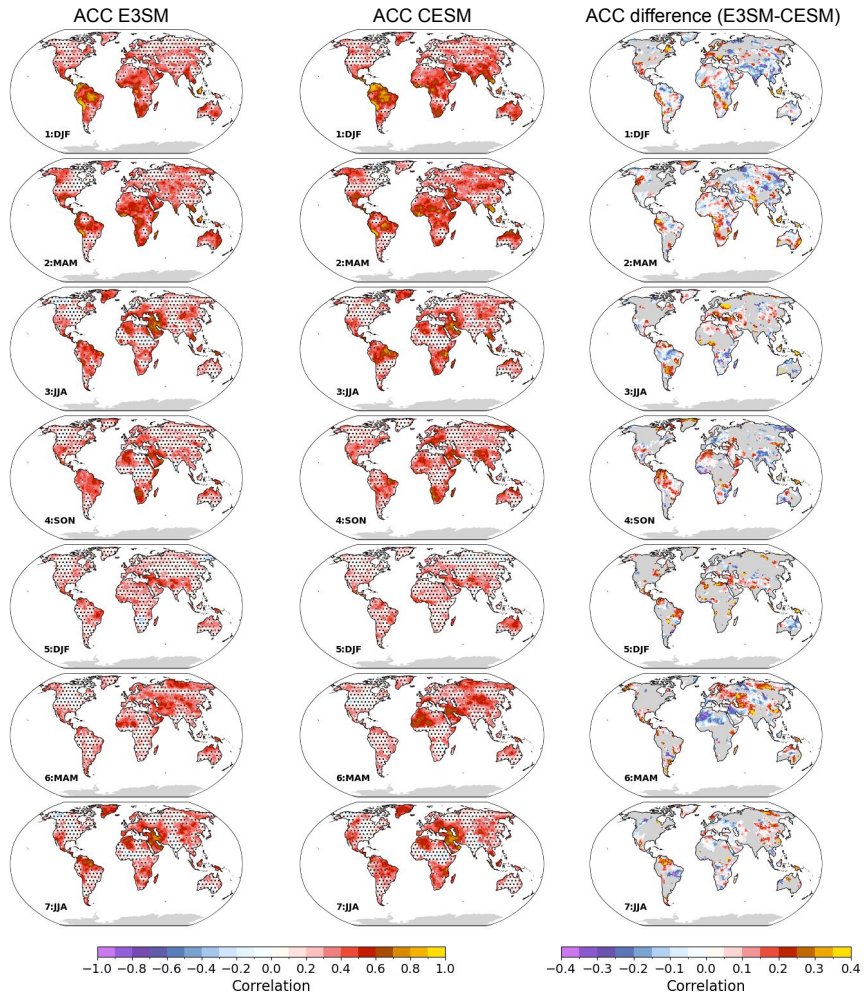 ACC E3SM ACC CESM ACC difference (E3SM-CESM)
1:DJF 1:DJF 1:DJF
2:MAM 2:MAM 2:MAM
3:JJA 3:JJA 3:JJA
4:SON 4:SON 4:SON
5:DJF 5:DJF 5:DJF
6:MAM 6:MAM 6:MAM
7:JJA 7:JJA 7:JJA
−1.0 −0.8 −0.6 −0.4 −0.2 0.0 0.2 0.4 0.6 0.8 1.0 −0.4 −0.3 −0.2 −0.1 0.0 0.1 0.2 0.3 0.4
Correlation Correlation